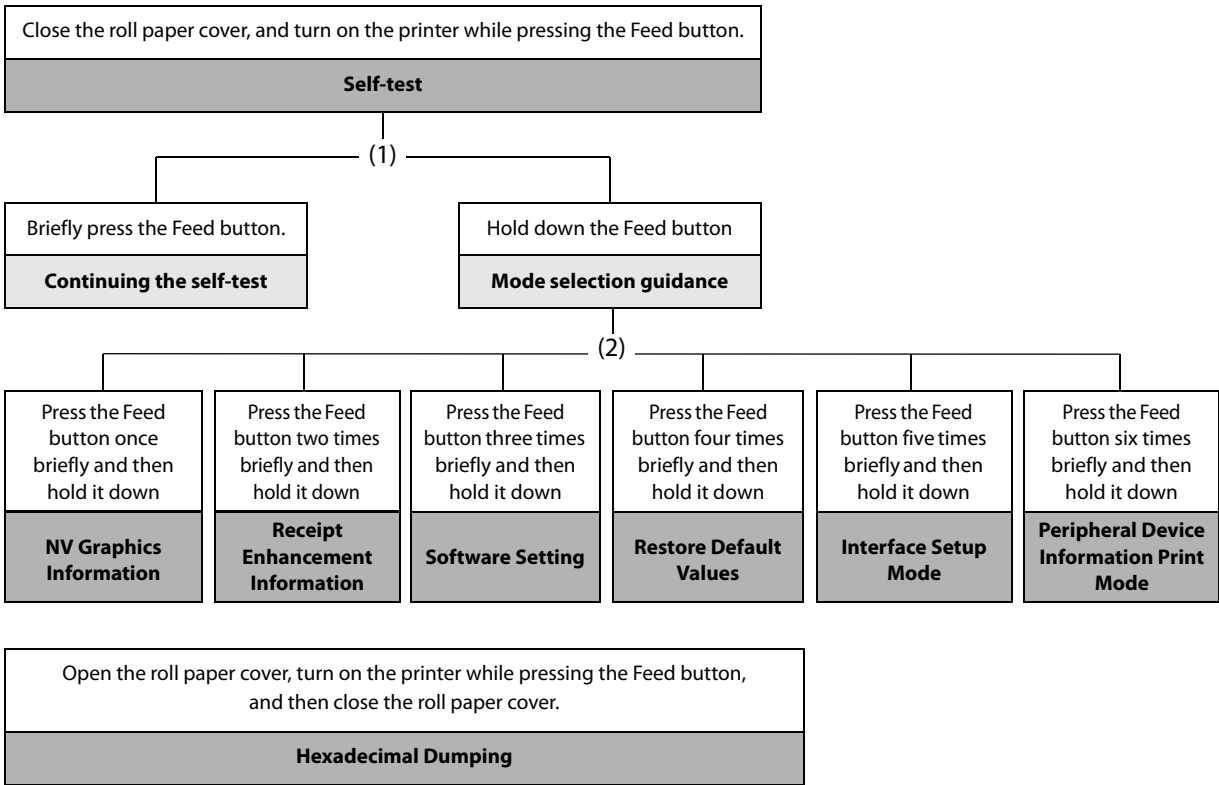 Close the roll paper cover, and turn on the printer while pressing the Feed button.
Self-test
(1)
Briefly press the Feed button.
Continuing the self-test
Hold down the Feed button
Mode selection guidance
(2)
Press the Feed
button once
briefly and then
hold it down
NV Graphics
Information
Press the Feed
button two times
briefly and then
hold it down
Receipt
Enhancement
Information
Press the Feed
button three times
briefly and then
hold it down
Software Setting
Press the Feed
button four times
briefly and then
hold it down
Restore Default
Values
Press the Feed
button five times
briefly and then
hold it down
Interface Setup
Mode
Press the Feed
button six times
briefly and then
hold it down
Peripheral Device
Information Print
Mode
Open the roll paper cover, turn on the printer while pressing the Feed button,
and then close the roll paper cover.
Hexadecimal Dumping